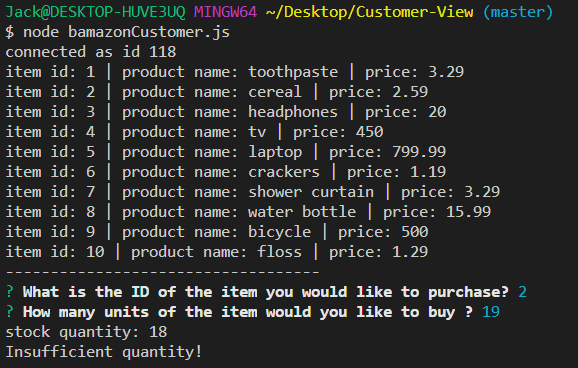 Jack@DESKTOP-HUVE3UQ MINGW64 ~/Desktop/Customer-View (master)
$ node bamazonCustomer.js
connected as id 118
item id: 1 | product name: toothpaste | price: 3.29
item id: 2 | product name: cereal | price: 2.59
item id: 3 | product name: headphones | price: 20
item id: 4 | product name: tv | price: 450
item id: 5 | product name: laptop | price: 799.99
item id: 6 | product name: crackers | price: 1.19
item id: 7 | product name: shower curtain | price: 3.29
item id: 8 | product name: water bottle | price: 15.99
item id: 9 | product name: bicycle | price: 500
item id: 10 | product name: floss | price: 1.29
-----------------------------------
? What is the ID of the item you would like to purchase? 2
? How many units of the item would you like to buy ? 19
stock quantity: 18
Insufficient quantity!